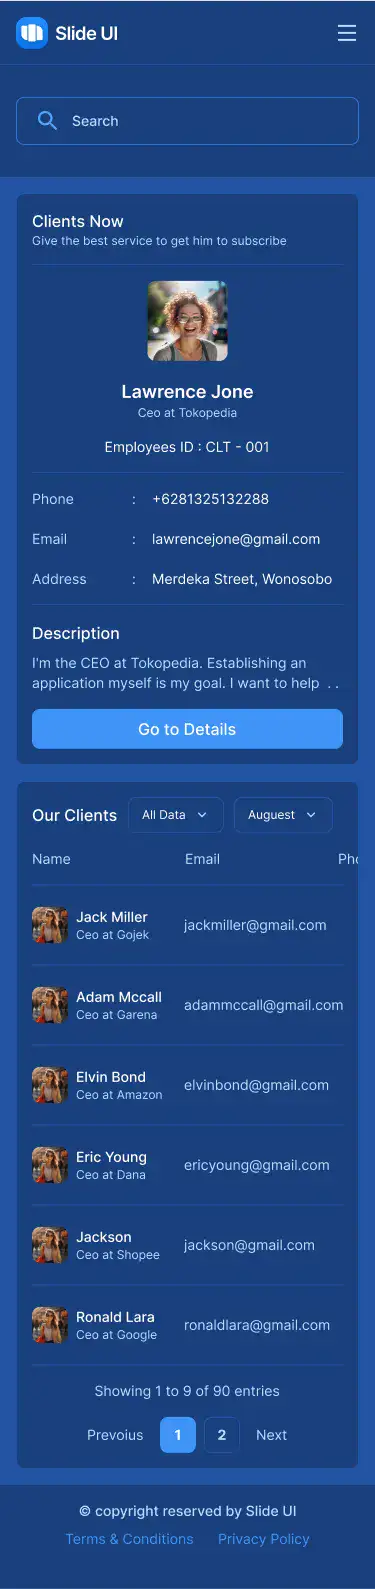 Slide UI
Search
Clients Now
Give the best service to get him to subscribe
Lawrence Jone
Ceo at Tokopedia
Employees ID : CLT - 001
Phone : +6281325132288
Email : lawrencejone@gmail.com
Address : Merdeka Street, Wonosobo
Description
I'm the CEO at Tokopedia. Establishing an
application myself is my goal. I want to help . .
Go to Details
Our Clients All Data Auguest
Name Email Pho
Jack Miller
Ceo at Gojek
jackmiller@gmail.com
Adam Mccall
Ceo at Garena
adammccall@gmail.com
Elvin Bond
Ceo at Amazon
elvinbond@gmail.com
Eric Young
Ceo at Dana
ericyoung@gmail.com
Jackson
Ceo at Shopee
jackson@gmail.com
Ronald Lara
Ceo at Google
ronaldlara@gmail.com
Showing 1 to 9 of 90 entries
Prevoius 1 2 Next
© copyright reserved by Slide UI
Terms & Conditions Privacy Policy